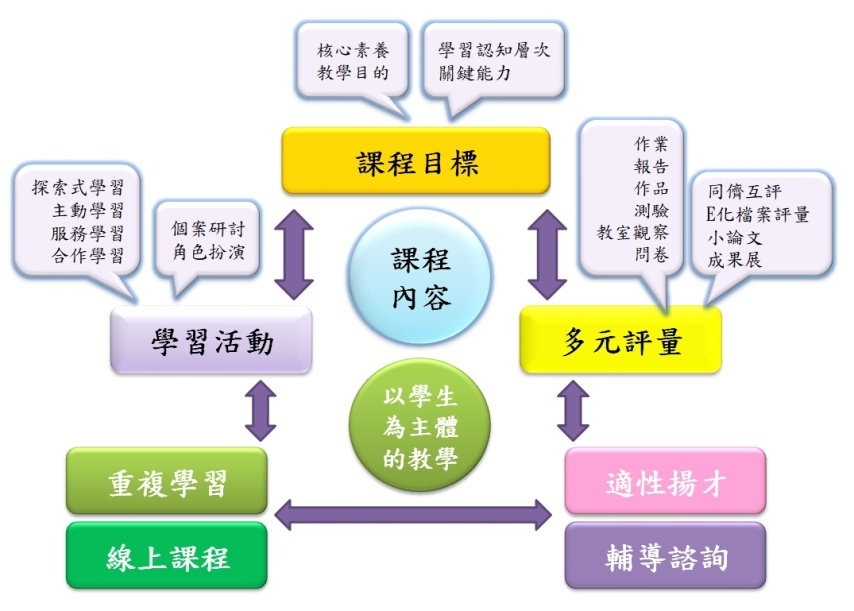 核心素養
教學目的
學習認知層次
關鍵能力
課程目標
作業
報告
作品
測驗
教室觀察
問卷
同儕互評
E化檔案評量
小論文
成果展
探索式學習
主動學習
服務學習
合作學習
個案研討
角色扮演
課程
內容
學習活動
多元評量
以學生
為主體
的教學
重複學習
線上課程
適性揚才
輔導諮詢